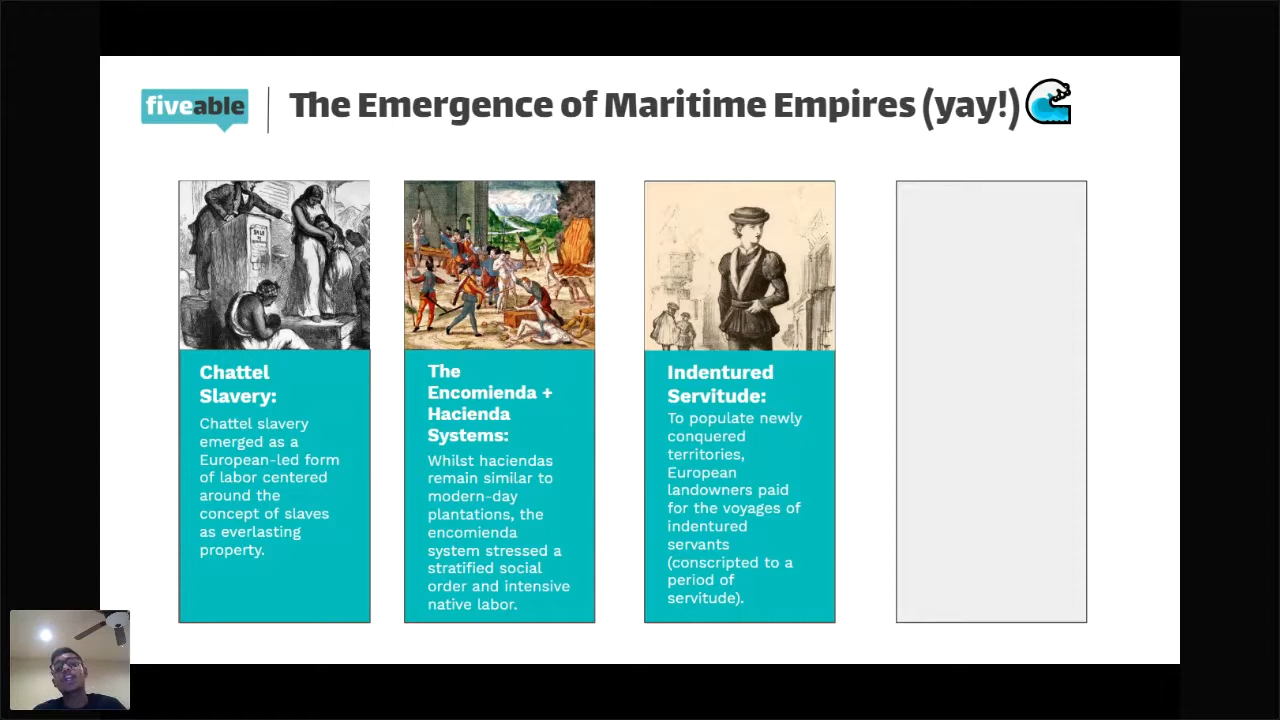 fiveable
The Emergence of Maritime Empires (yay!)
Chattel
Slavery:
Chattel slavery
emerged as a
European-led form
of labor centered
around the
concept of slaves
as everlasting
property.
The
Encomienda +
Hacienda
Systems:
Whilst haciendas
remain similar to
modern-day
plantations, the
encomienda
system stressed a
stratified social
order and intensive
native labor.
Indentured
Servitude:
To populate newly
conquered
territories,
European
landowners paid
for the voyages of
indentured
servants
(conscripted to a
period of
servitude).